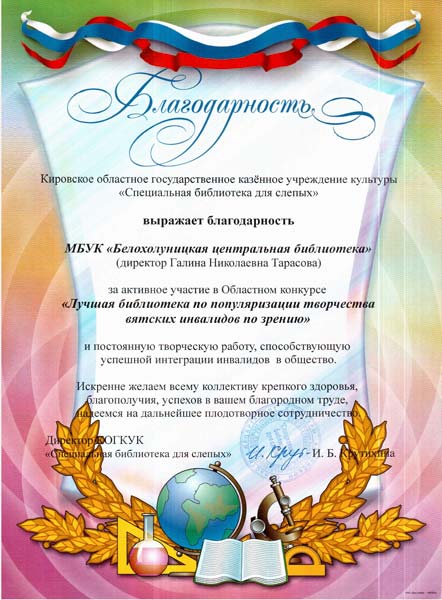 Благодарность
Кировское областное государственное казённое учреждение культуры
«Специальная библиотека для слепых»
выражает благодарность
МБУК «Белохолуницкая центральная библиотека»
(директор Галина Николаевна Тарасова)
за активное участие в Областном конкурсе
«Лучшая библиотека по популяризации творчества
вятских инвалидов по зрению»
и постоянную творческую работу, способствующую
успешной интеграции инвалидов в общество.
Искренне желаем всему коллективу крепкого здоровья,
благополучия, успехов в вашем благородном труде,
надеемся на дальнейшее плодотворное сотрудничество.
Директор КОГКУК
«Специальная библиотека для слепых» И. Б. Крутихина